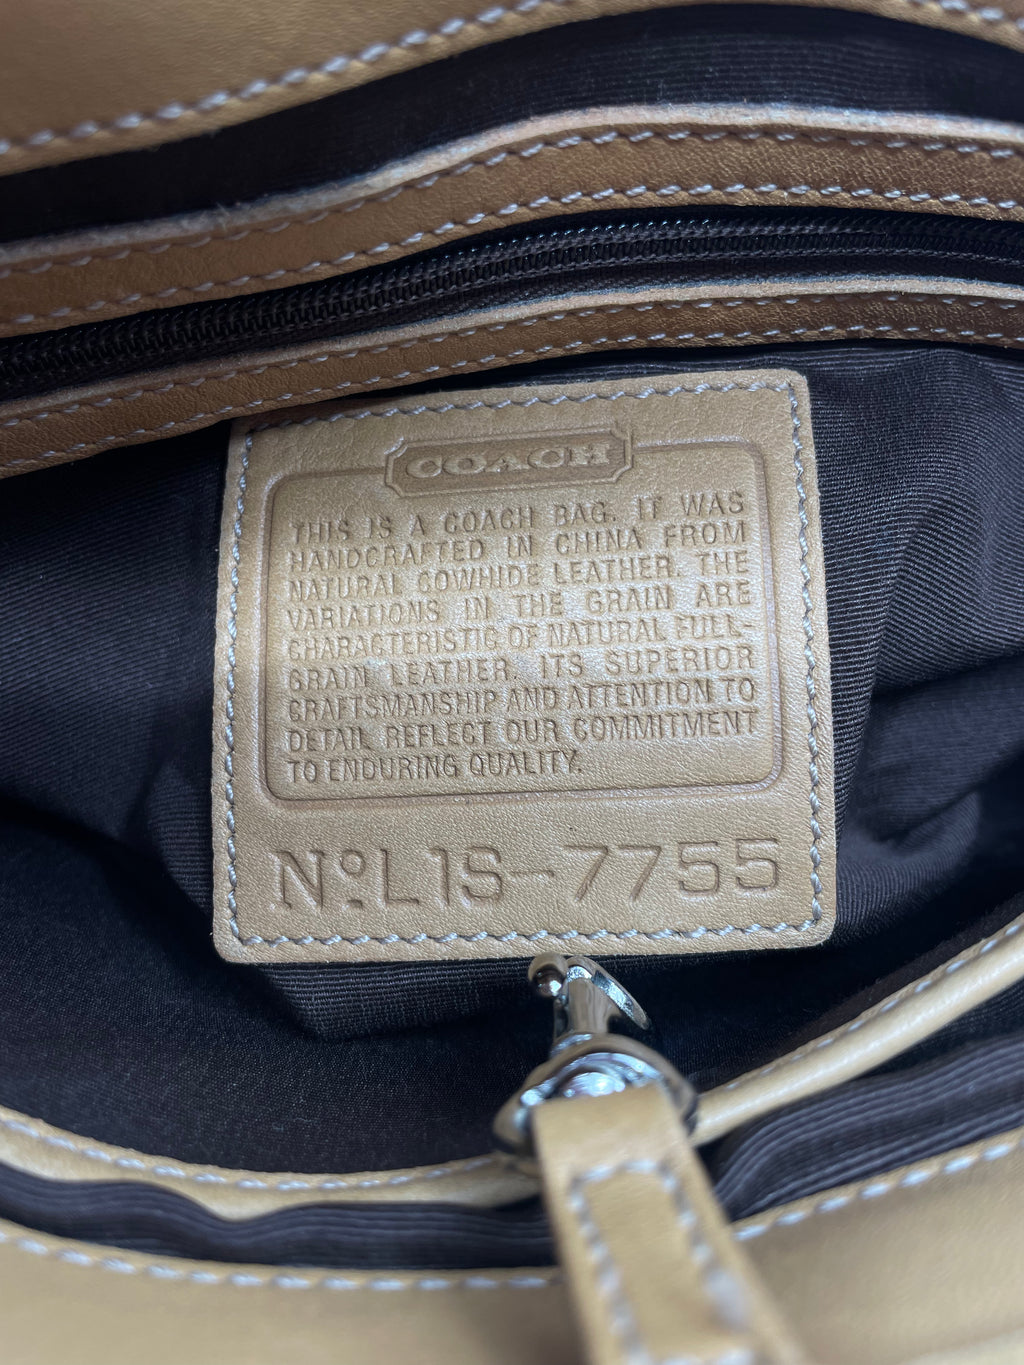 COACH
THIS IS A COACH BAG. IT WAS
HANDCRAFTED IN CHINA FROM
NATURAL COWHIDE LEATHER. THE
VARIATIONS IN THE GRAIN ARE
CHARACTERISTIC OF NATURAL FULL-
GRAIN LEATHER. ITS SUPERIOR
CRAFTSMANSHIP AND ATTENTION TO
DETAIL REFLECT OUR COMMITMENT
TO ENDURING QUALITY.
Nº L1S-7755